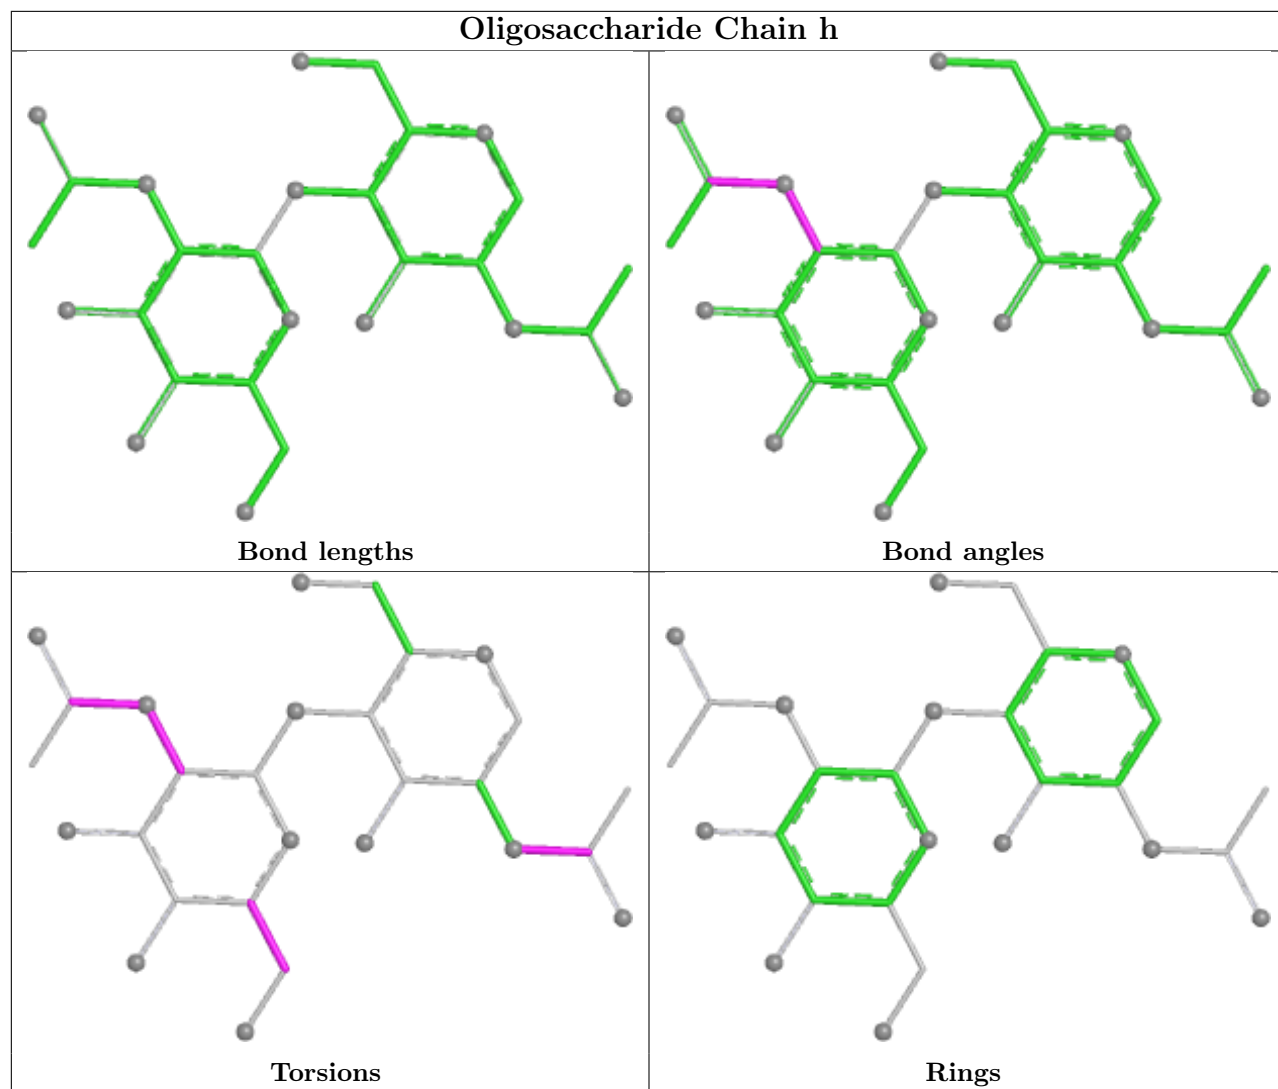 Oligosaccharide Chain h
Bond lengths
Bond angles
Torsions
Rings